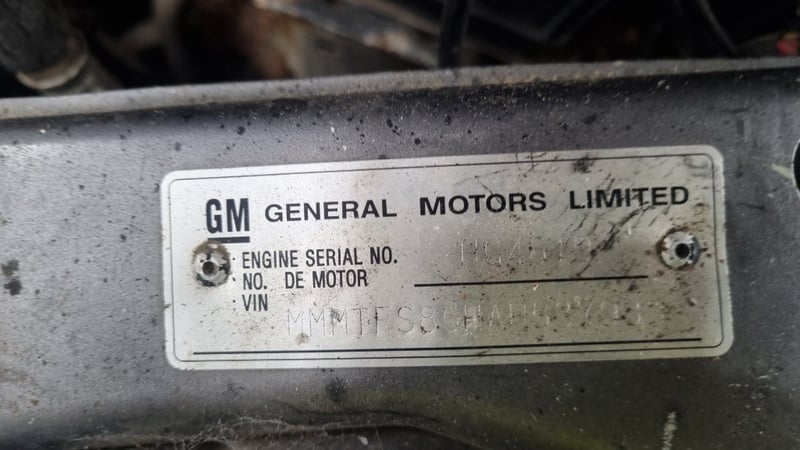 GM GENERAL MOTORS LIMITED
ENGINE SERIAL NO.
NO. DE MOTOR
VIN